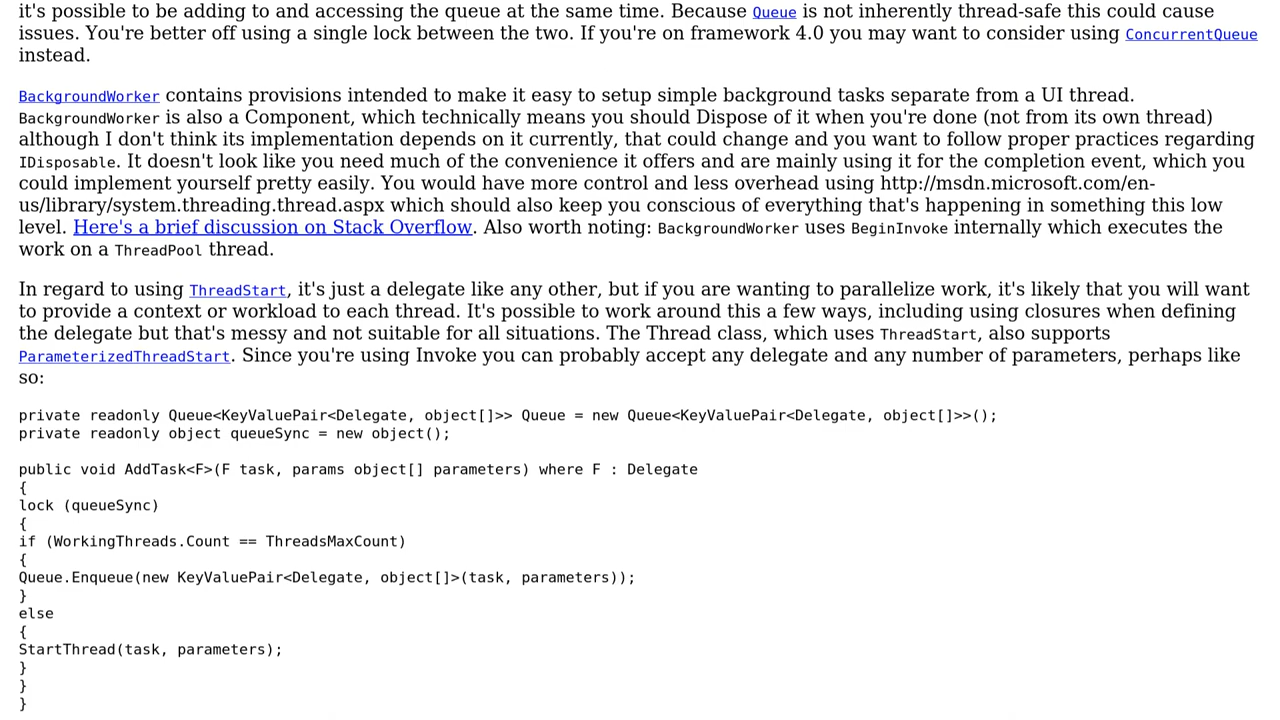 it's possible to be adding to and accessing the queue at the same time. Because Queue is not inherently thread-safe this could cause
issues. You're better off using a single lock between the two. If you're on framework 4.0 you may want to consider using ConcurrentQueue
instead.
BackgroundWorker contains provisions intended to make it easy to setup simple background tasks separate from a UI thread.
BackgroundWorker is also a Component, which technically means you should Dispose of it when you're done (not from its own thread)
although I don't think its implementation depends on it currently, that could change and you want to follow proper practices regarding
IDisposable. It doesn't look like you need much of the convenience it offers and are mainly using it for the completion event, which you
could implement yourself pretty easily. You would have more control and less overhead using http://msdn.microsoft.com/en-
us/library/system.threading.thread.aspx which should also keep you conscious of everything that's happening in something this low
level. Here's a brief discussion on Stack Overflow. Also worth noting: BackgroundWorker uses BeginInvoke internally which executes the
work on a ThreadPool thread.
In regard to using ThreadStart, it's just a delegate like any other, but if you are wanting to parallelize work, it's likely that you will want
to provide a context or workload to each thread. It's possible to work around this a few ways, including using closures when defining
the delegate but that's messy and not suitable for all situations. The Thread class, which uses ThreadStart, also supports
ParameterizedThreadStart. Since you're using Invoke you can probably accept any delegate and any number of parameters, perhaps like
so:
private readonly Queue<KeyValuePair<Delegate, object[]>> Queue = new Queue<KeyValuePair<Delegate, object[]>>();
private readonly object queueSync = new object();
public void AddTask<F>(F task, params object[] parameters) where F : Delegate
{
lock (queueSync)
{
if (WorkingThreads.Count == ThreadsMaxCount)
{
Queue.Enqueue(new KeyValuePair<Delegate, object[]>(task, parameters));
}
else
{
StartThread(task, parameters);
}
}
}